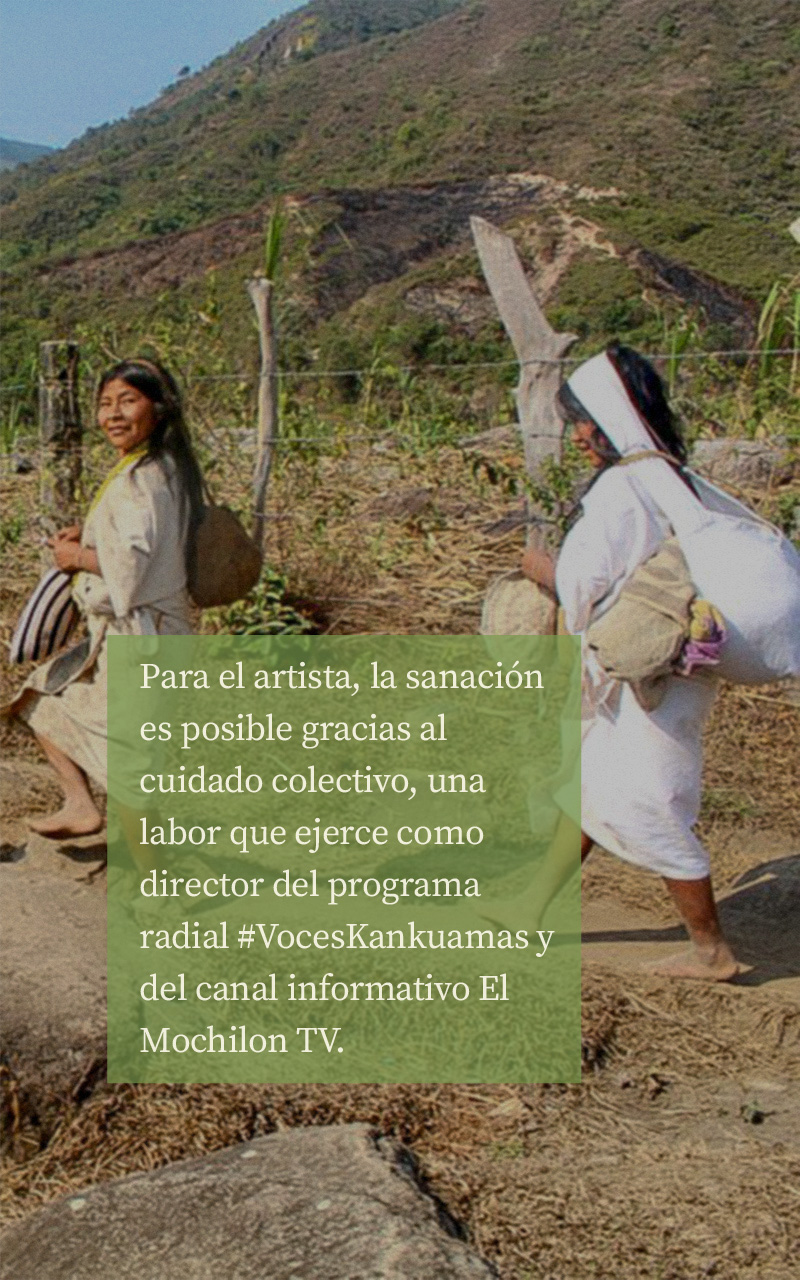 Para el artista, la sanación
es posible gracias al
cuidado colectivo, una
labor que ejerce como
director del programa
radial #VocesKankuamas y
del canal informativo El
Mochilon TV.